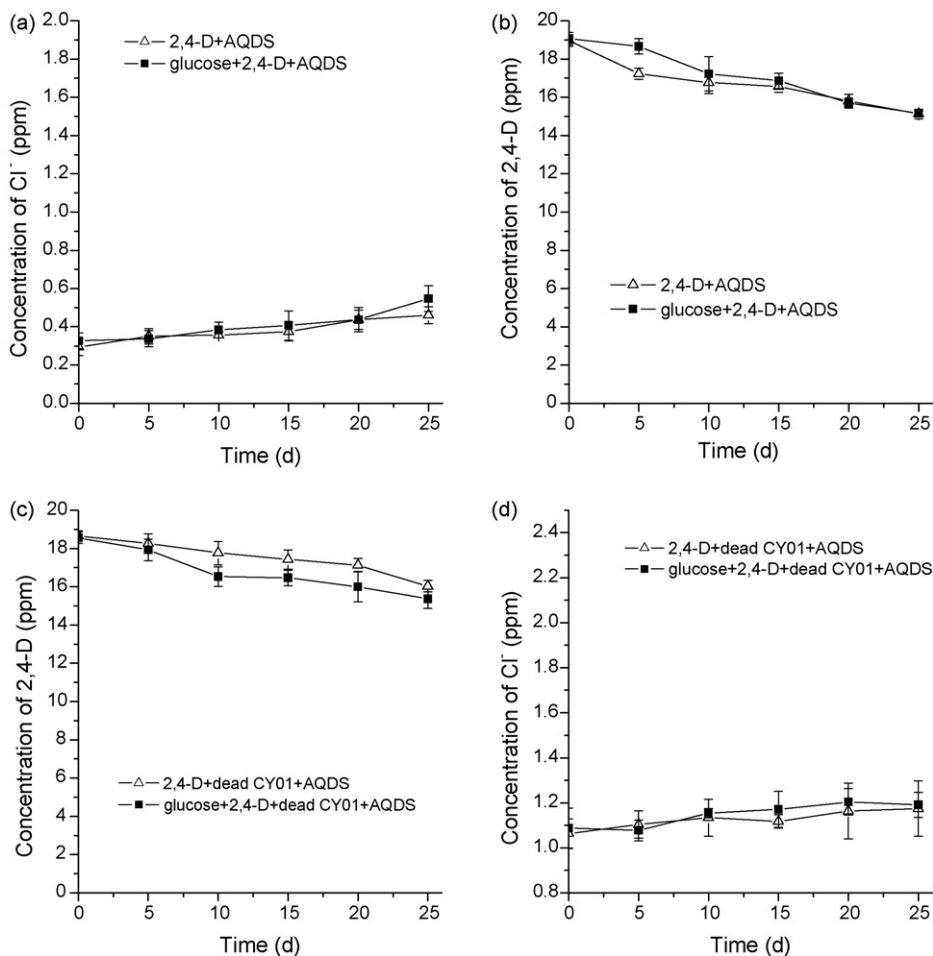 (a)
2,4-D+AQDS
glucose+2,4-D+AQDS
Concentration of Cl⁻ (ppm)
2.0
1.8
1.6
1.4
1.2
1.0
0.8
0.6
0.4
0.2
0.0
0 5 10 15 20 25
Time (d)
(b)
Concentration of 2,4-D (ppm)
20
18
16
14
12
10
8
6
4
2
0
2,4-D+AQDS
glucose+2,4-D+AQDS
0 5 10 15 20 25
Time (d)
(c)
Concentration of 2,4-D (ppm)
20
18
16
14
12
10
8
6
4
2
0
2,4-D+dead CY01+AQDS
glucose+2,4-D+dead CY01+AQDS
0 5 10 15 20 25
Time (d)
(d)
2,4-D+dead CY01+AQDS
glucose+2,4-D+dead CY01+AQDS
Concentration of Cl⁻ (ppm)
2.4
2.2
2.0
1.8
1.6
1.4
1.2
1.0
0.8
0 5 10 15 20 25
Time (d)